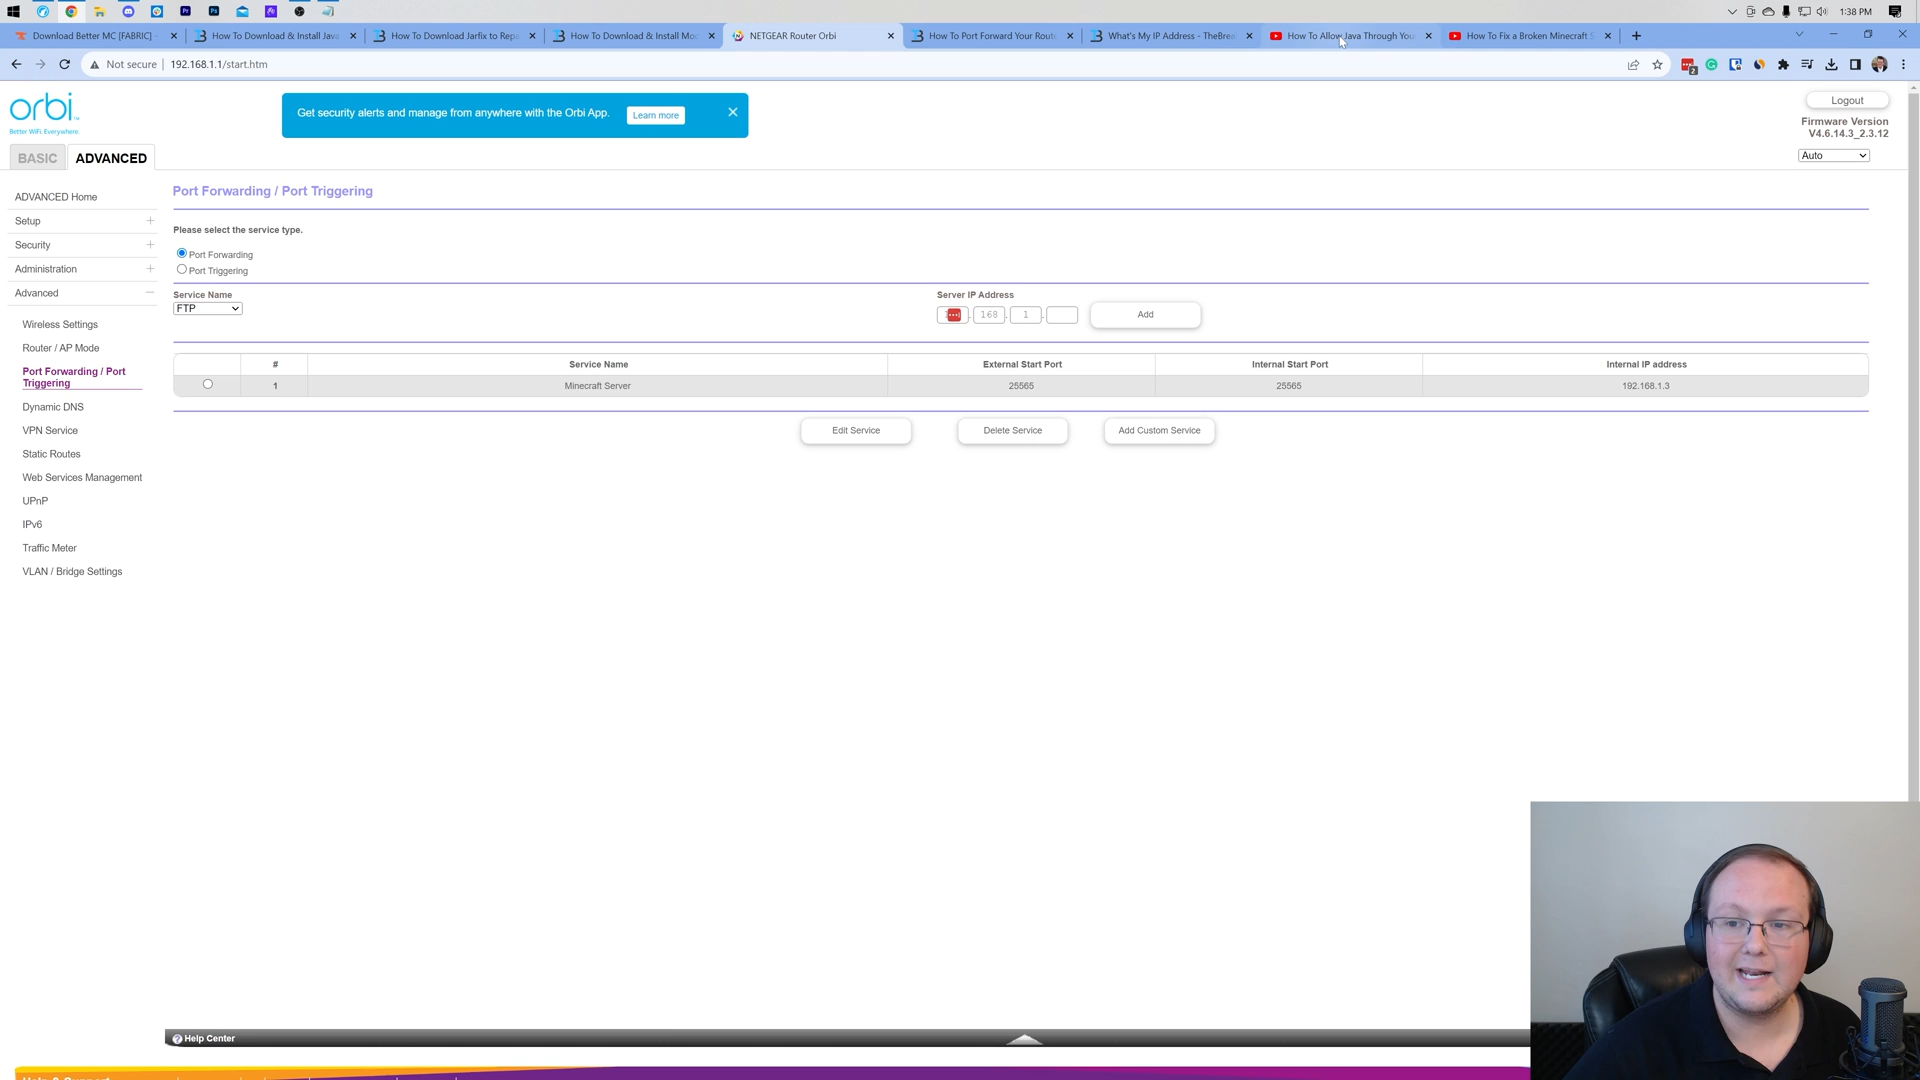 1:38 PM
Download Better MC [FABRIC] -
How To Download & Install Java
How To Download Jarfix to Repa
How To Download & Install Mod
NETGEAR Router Orbi
How To Port Forward Your Route
What's My IP Address - TheBrea
How To Allow Java Through You
How To Fix a Broken Minecraft S
Not secure
192.168.1.1/start.htm
2
orbi
Better WiFi. Everywhere.
Get security alerts and manage from anywhere with the Orbi App.
Learn more
Logout
Firmware Version
V4.6.14.3_2.3.12
Auto
BASIC
ADVANCED
ADVANCED Home
Setup
Security
Administration
Advanced
Wireless Settings
Router / AP Mode
Port Forwarding / Port
Triggering
Dynamic DNS
VPN Service
Static Routes
Web Services Management
UPnP
IPv6
Traffic Meter
VLAN / Bridge Settings
Port Forwarding / Port Triggering
Please select the service type.
Port Forwarding
Port Triggering
Service Name
FTP
Server IP Address
168 . 1 .
Add
# Service Name External Start Port Internal Start Port Internal IP address
1 Minecraft Server 25565 25565 192.168.1.3
Edit Service
Delete Service
Add Custom Service
Help Center